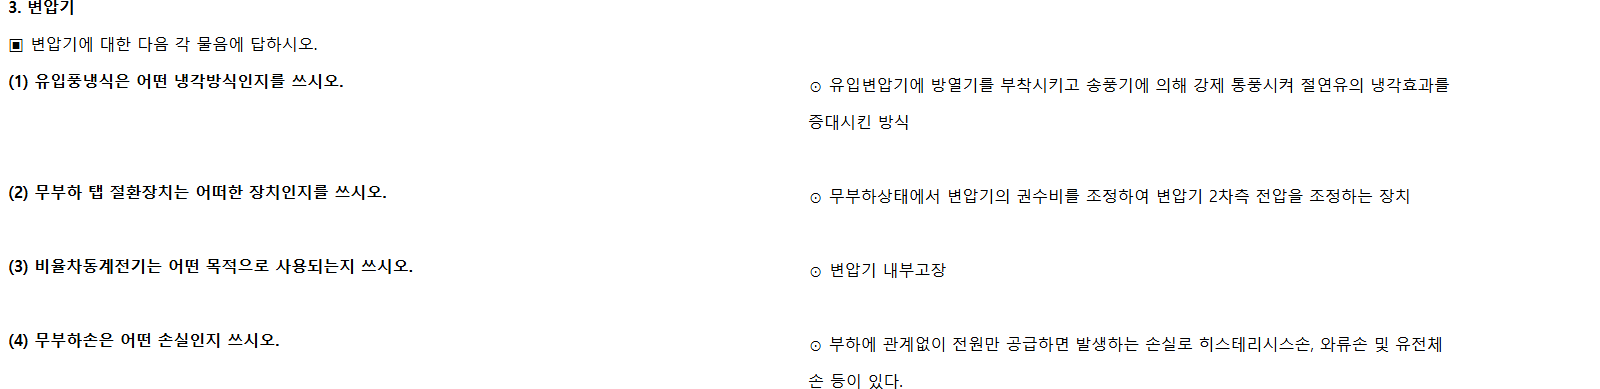 3. 변압기
▣ 변압기에 대한 다음 각 물음에 답하시오.
(1) 유입풍냉식은 어떤 냉각방식인지를 쓰시오.
⊙ 유입변압기에 방열기를 부착시키고 송풍기에 의해 강제 통풍시켜 절연유의 냉각효과를
증대시킨 방식
(2) 무부하 탭 절환장치는 어떠한 장치인지를 쓰시오.
⊙ 무부하상태에서 변압기의 권수비를 조정하여 변압기 2차측 전압을 조정하는 장치
(3) 비율차동계전기는 어떤 목적으로 사용되는지 쓰시오.
⊙ 변압기 내부고장
(4) 무부하손은 어떤 손실인지 쓰시오.
⊙ 부하에 관계없이 전원만 공급하면 발생하는 손실로 히스테리시스손, 와류손 및 유전체
손 등이 있다.